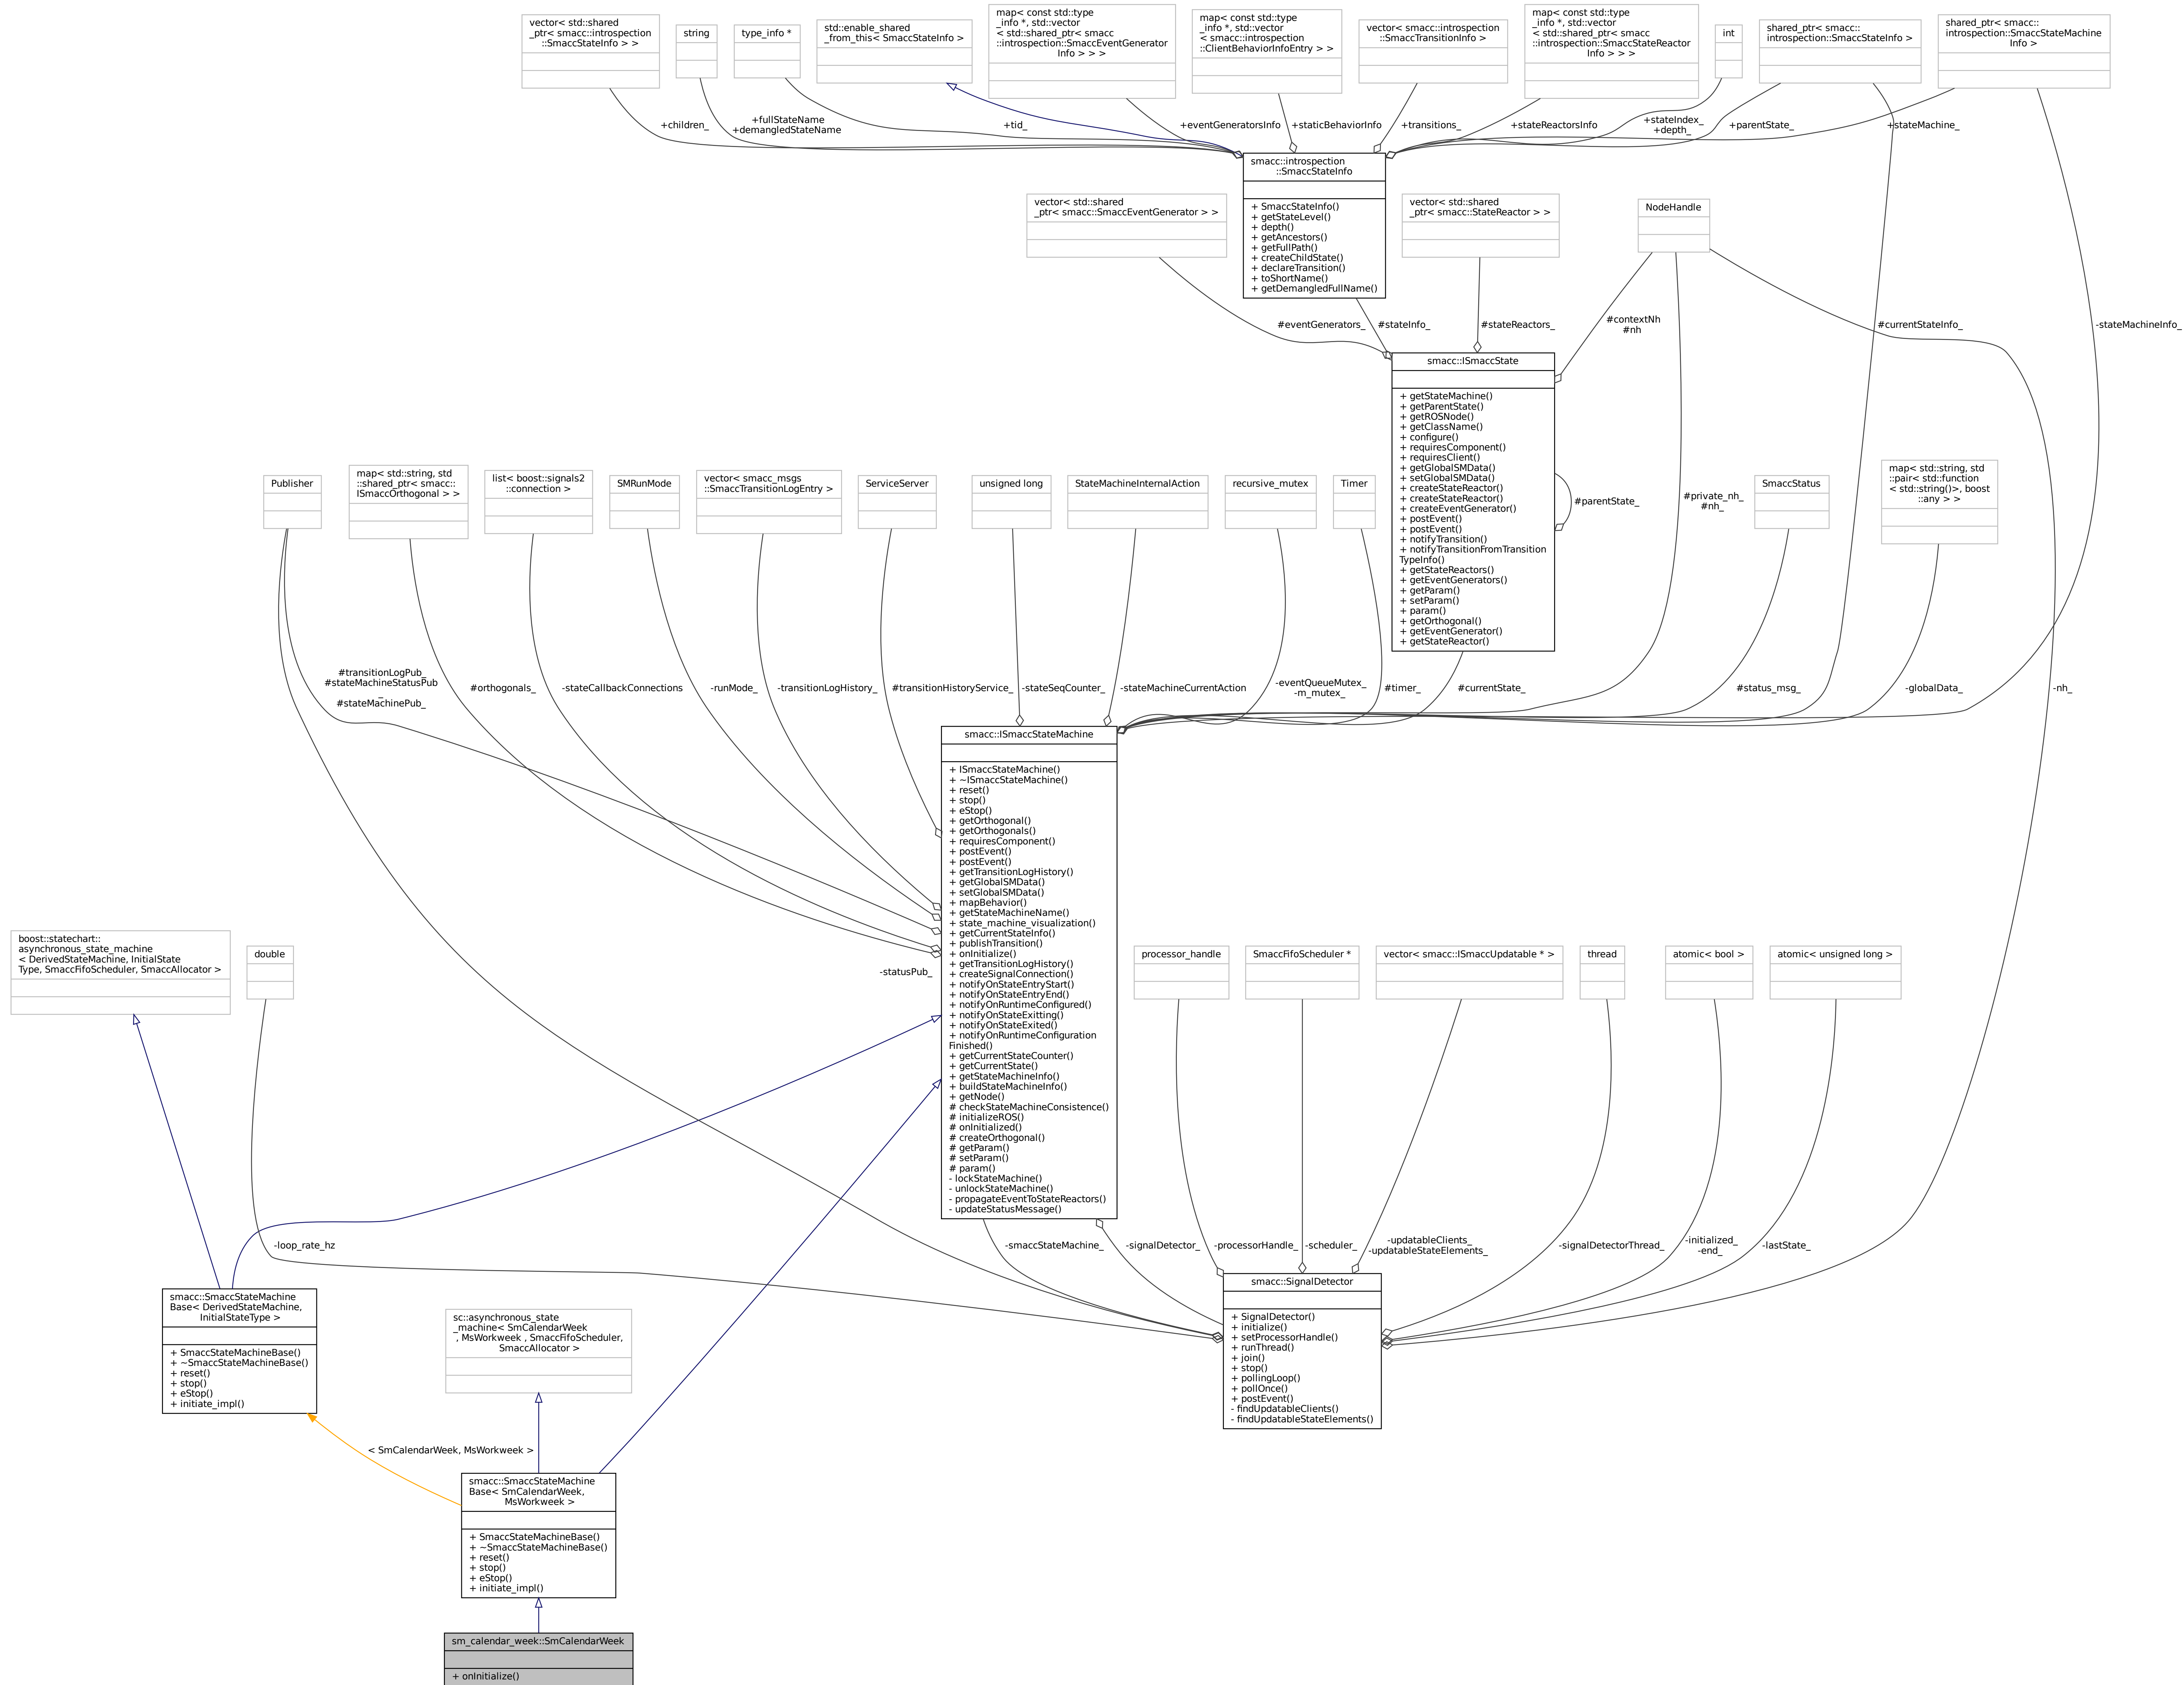 vector< std::shared
_ptr< smacc::introspection
::SmaccStateInfo > >
string
type_info *
std::enable_shared
_from_this< SmaccStateInfo >
map< const std::type
_info *, std::vector
< std::shared_ptr< smacc
::introspection::SmaccEventGenerator
Info > > >
map< const std::type
_info *, std::vector
< smacc::introspection
::ClientBehaviorInfoEntry > >
vector< smacc::introspection
::SmaccTransitionInfo >
map< const std::type
_info *, std::vector
< std::shared_ptr< smacc
::introspection::SmaccStateReactor
Info > > >
int
shared_ptr< smacc::
introspection::SmaccStateInfo >
shared_ptr< smacc::
introspection::SmaccStateMachine
Info >
+children_
+fullStateName
+demangledStateName
+tid_
+eventGeneratorsInfo
+staticBehaviorInfo
+transitions_
+stateReactorsInfo
+stateIndex_
+depth_
+parentState_
+stateMachine_
smacc::introspection
::SmaccStateInfo
+ SmaccStateInfo()
+ getStateLevel()
+ depth()
+ getAncestors()
+ getFullPath()
+ createChildState()
+ declareTransition()
+ toShortName()
+ getDemangledFullName()
vector< std::shared
_ptr< smacc::SmaccEventGenerator > >
vector< std::shared
_ptr< smacc::StateReactor > >
NodeHandle
#eventGenerators_
#stateInfo_
#stateReactors_
#contextNh
#nh
#currentStateInfo_
-stateMachineInfo_
smacc::ISmaccState
+ getStateMachine()
+ getParentState()
+ getROSNode()
+ getClassName()
+ configure()
+ requiresComponent()
+ requiresClient()
+ getGlobalSMData()
+ setGlobalSMData()
+ createStateReactor()
+ createStateReactor()
+ createEventGenerator()
+ postEvent()
+ postEvent()
+ notifyTransition()
+ notifyTransitionFromTransition
TypeInfo()
+ getStateReactors()
+ getEventGenerators()
+ getParam()
+ setParam()
+ param()
+ getOrthogonal()
+ getEventGenerator()
+ getStateReactor()
#parentState_
#private_nh_
#nh_
Publisher
map< std::string, std
::shared_ptr< smacc::
ISmaccOrthogonal > >
list< boost::signals2
::connection >
SMRunMode
vector< smacc_msgs
::SmaccTransitionLogEntry >
ServiceServer
unsigned long
StateMachineInternalAction
recursive_mutex
Timer
SmaccStatus
map< std::string, std
::pair< std::function
< std::string()>, boost
::any > >
#transitionLogPub_
#stateMachineStatusPub
_
#stateMachinePub_
#orthogonals_
-stateCallbackConnections
-runMode_
-transitionLogHistory_
#transitionHistoryService_
-stateSeqCounter_
-stateMachineCurrentAction
-eventQueueMutex_
-m_mutex_
#timer_
#currentState_
#status_msg_
-globalData_
-nh_
smacc::ISmaccStateMachine
+ ISmaccStateMachine()
+ ~ISmaccStateMachine()
+ reset()
+ stop()
+ eStop()
+ getOrthogonal()
+ getOrthogonals()
+ requiresComponent()
+ postEvent()
+ postEvent()
+ getTransitionLogHistory()
+ getGlobalSMData()
+ setGlobalSMData()
+ mapBehavior()
+ getStateMachineName()
+ state_machine_visualization()
+ getCurrentStateInfo()
+ publishTransition()
+ onInitialize()
+ getTransitionLogHistory()
+ createSignalConnection()
+ notifyOnStateEntryStart()
+ notifyOnStateEntryEnd()
+ notifyOnRuntimeConfigured()
+ notifyOnStateExitting()
+ notifyOnStateExited()
+ notifyOnRuntimeConfiguration
Finished()
+ getCurrentStateCounter()
+ getCurrentState()
+ getStateMachineInfo()
+ buildStateMachineInfo()
+ getNode()
# checkStateMachineConsistence()
# initializeROS()
# onInitialized()
# createOrthogonal()
# getParam()
# setParam()
# param()
- lockStateMachine()
- unlockStateMachine()
- propagateEventToStateReactors()
- updateStatusMessage()
boost::statechart::
asynchronous_state_machine
< DerivedStateMachine, InitialState
Type, SmaccFifoScheduler, SmaccAllocator >
double
-statusPub_
processor_handle
SmaccFifoScheduler *
vector< smacc::ISmaccUpdatable * >
thread
atomic< bool >
atomic< unsigned long >
-loop_rate_hz
-smaccStateMachine_
-signalDetector_
-processorHandle_
-scheduler_
-updatableClients_
-updatableStateElements_
-signalDetectorThread_
-initialized_
-end_
-lastState_
smacc::SignalDetector
+ SignalDetector()
+ initialize()
+ setProcessorHandle()
+ runThread()
+ join()
+ stop()
+ pollingLoop()
+ pollOnce()
+ postEvent()
- findUpdatableClients()
- findUpdatableStateElements()
smacc::SmaccStateMachine
Base< DerivedStateMachine,
InitialStateType >
+ SmaccStateMachineBase()
+ ~SmaccStateMachineBase()
+ reset()
+ stop()
+ eStop()
+ initiate_impl()
sc::asynchronous_state
_machine< SmCalendarWeek
, MsWorkweek , SmaccFifoScheduler,
SmaccAllocator >
< SmCalendarWeek, MsWorkweek >
smacc::SmaccStateMachine
Base< SmCalendarWeek,
MsWorkweek >
+ SmaccStateMachineBase()
+ ~SmaccStateMachineBase()
+ reset()
+ stop()
+ eStop()
+ initiate_impl()
sm_calendar_week::SmCalendarWeek
+ onInitialize()